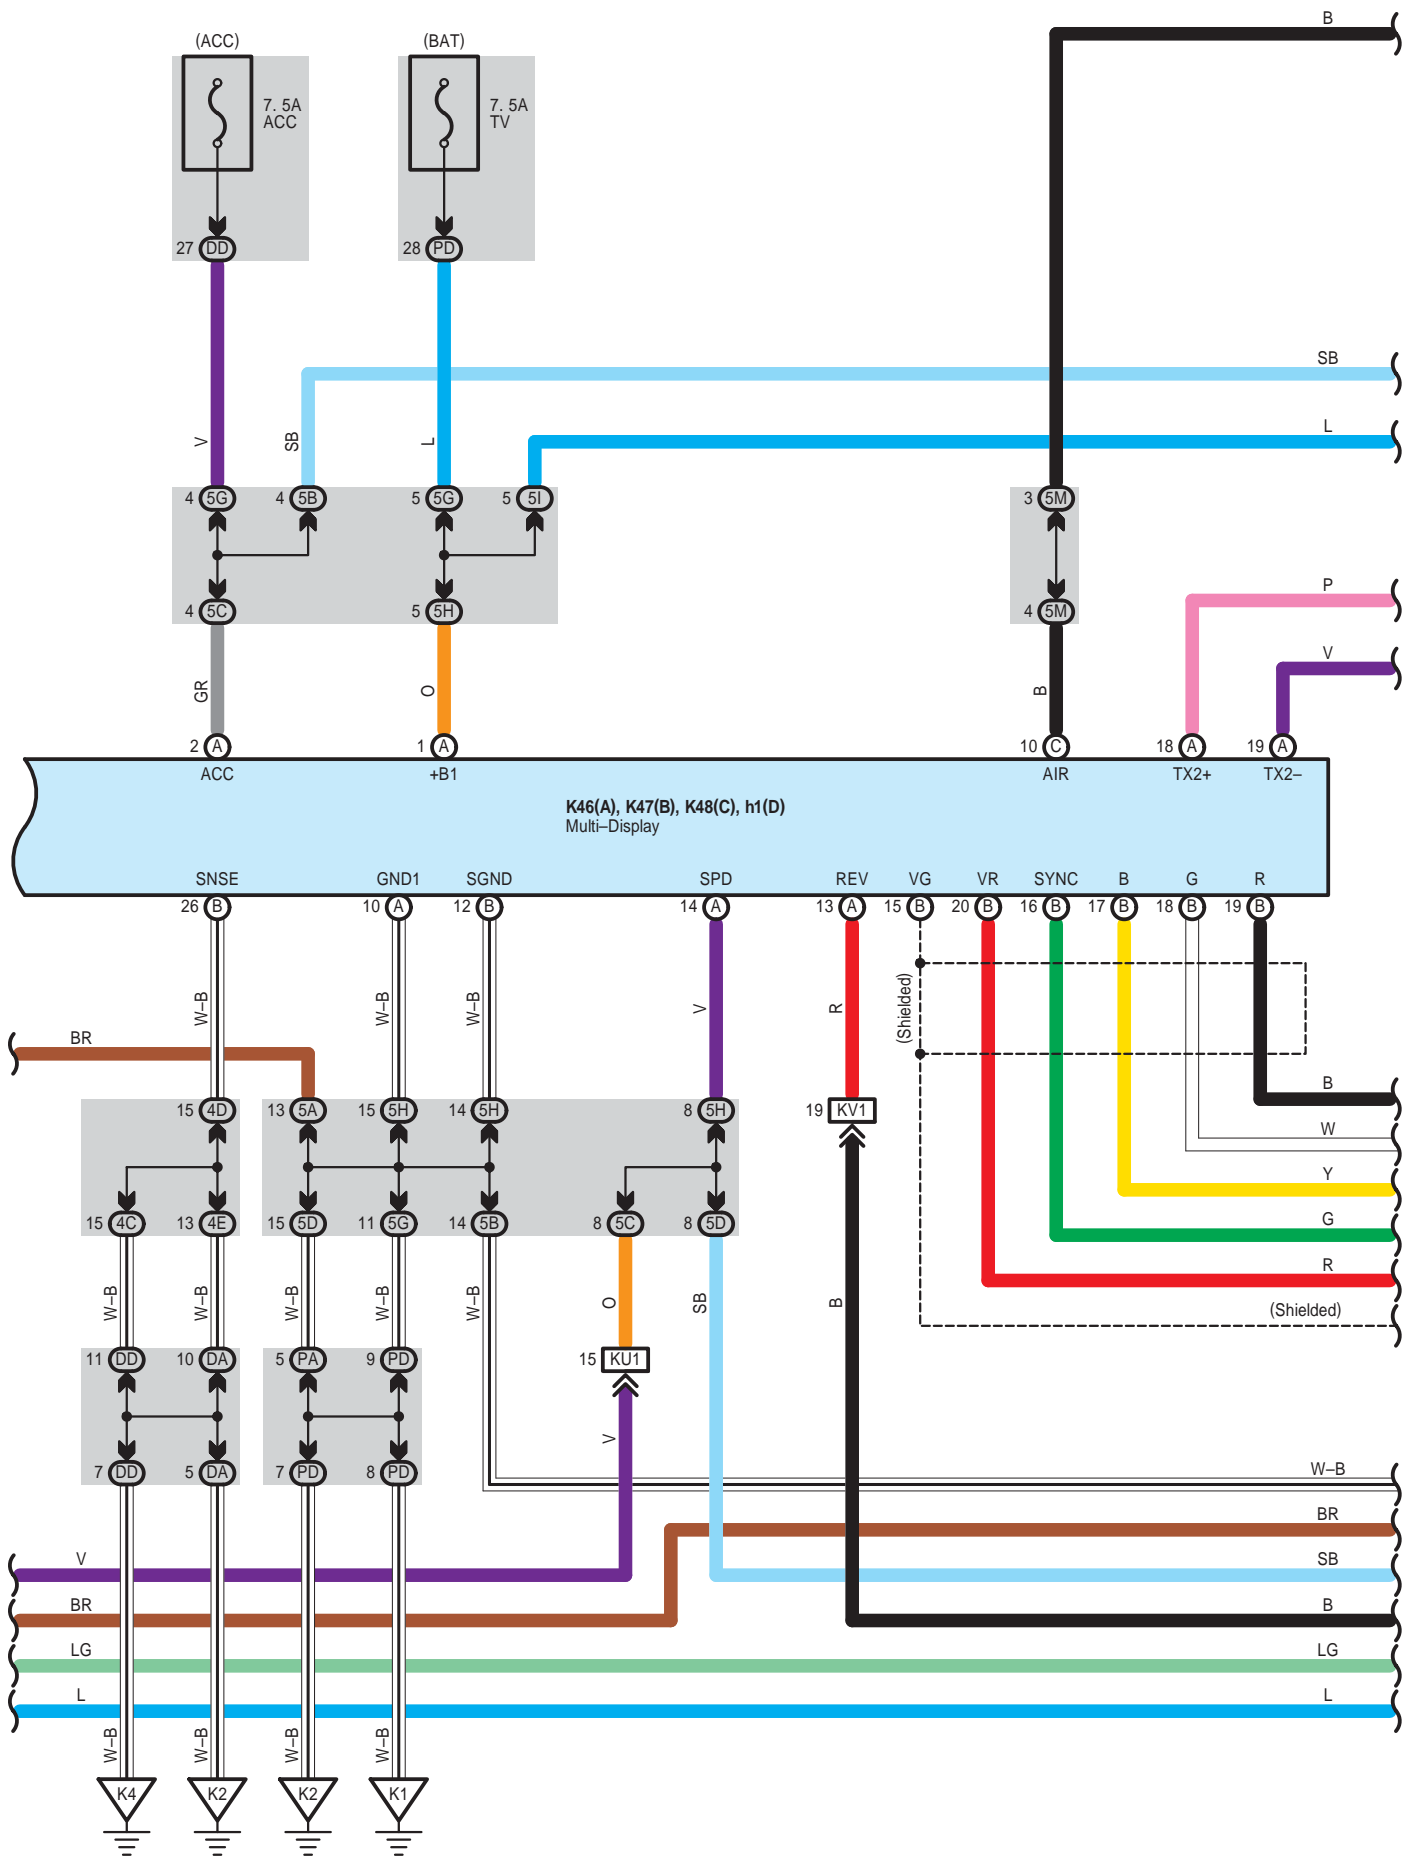 B
(ACC)
(BAT)
7. 5A
ACC
7. 5A
TV
27 DD
28 PD
SB
V
SB
L
L
4 5G
4 5B
5 5G
5 5I
3 5M
4 5C
5 5H
4 5M
P
V
GR
O
B
2 A
1 A
10 C
18 A
19 A
ACC
+B1
AIR
TX2+
TX2–
K46(A), K47(B), K48(C), h1(D)
Multi–Display
SNSE
GND1
SGND
SPD
REV
VG
VR
SYNC
B
G
R
26 B
10 A
12 B
14 A
13 A
15 B
20 B
16 B
17 B
18 B
19 B
W–B
W–B
W–B
V
R
(Shielded)
BR
B
15 4D
13 5A
15 5H
14 5H
8 5H
19 KV1
W
Y
15 4C
13 4E
15 5D
11 5G
14 5B
8 5C
8 5D
G
R
W–B
W–B
W–B
W–B
W–B
O
SB
B
(Shielded)
11 DD
10 DA
5 PA
9 PD
15 KU1
V
7 DD
5 DA
7 PD
8 PD
W–B
BR
V
SB
BR
B
LG
LG
L
L
W–B
W–B
W–B
W–B
K4
K2
K2
K1